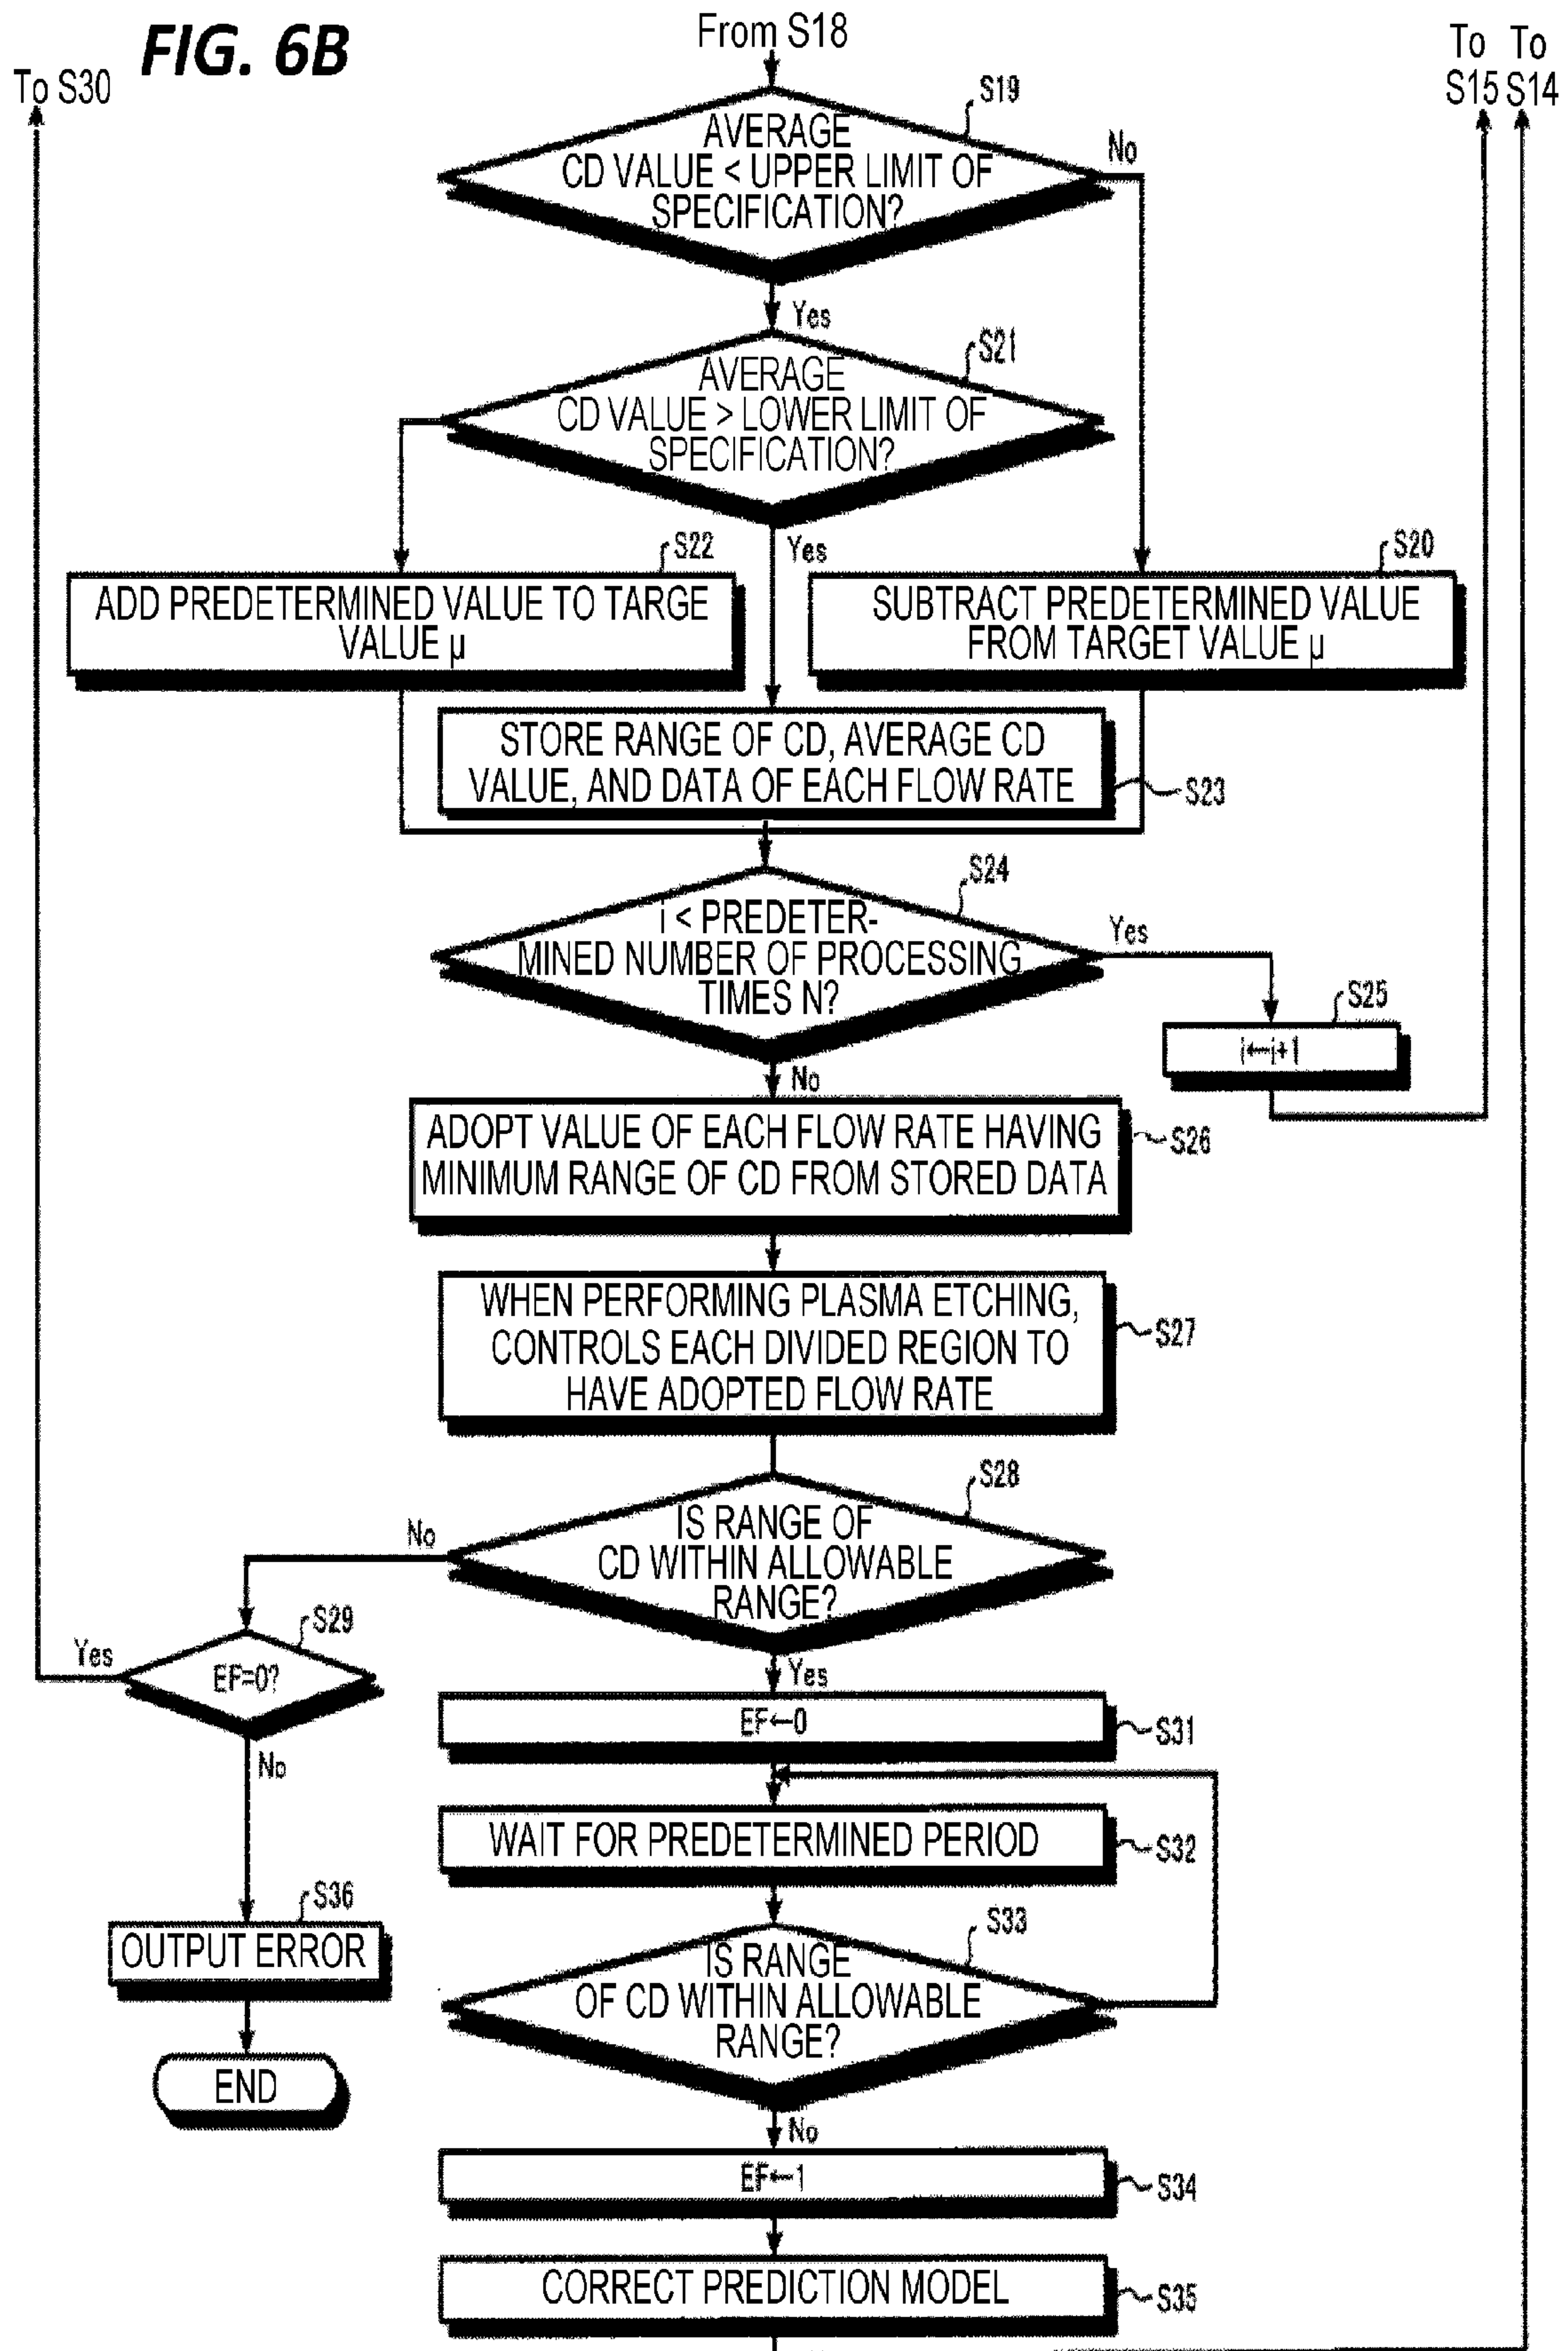 FIG. 6B
From S18
To S30
To To
S15 S14
S19
AVERAGE
CD VALUE < UPPER LIMIT OF
SPECIFICATION?
No
Yes
S21
AVERAGE
CD VALUE > LOWER LIMIT OF
SPECIFICATION?
Yes
S22
ADD PREDETERMINED VALUE TO TARGE
VALUE µ
S20
SUBTRACT PREDETERMINED VALUE
FROM TARGET VALUE µ
STORE RANGE OF CD, AVERAGE CD
VALUE, AND DATA OF EACH FLOW RATE
S23
S24
i < PREDETER-
MINED NUMBER OF PROCESSING
TIMES N?
Yes
S25
i←i+1
No
ADOPT VALUE OF EACH FLOW RATE HAVING
MINIMUM RANGE OF CD FROM STORED DATA
S26
WHEN PERFORMING PLASMA ETCHING,
CONTROLS EACH DIVIDED REGION TO
HAVE ADOPTED FLOW RATE
S27
S28
IS RANGE OF
CD WITHIN ALLOWABLE
RANGE?
No
Yes
S29
EF=0?
Yes
No
EF←0
S31
WAIT FOR PREDETERMINED PERIOD
S32
S36
OUTPUT ERROR
END
S33
IS RANGE
OF CD WITHIN ALLOWABLE
RANGE?
No
EF←1
S34
CORRECT PREDICTION MODEL
S35